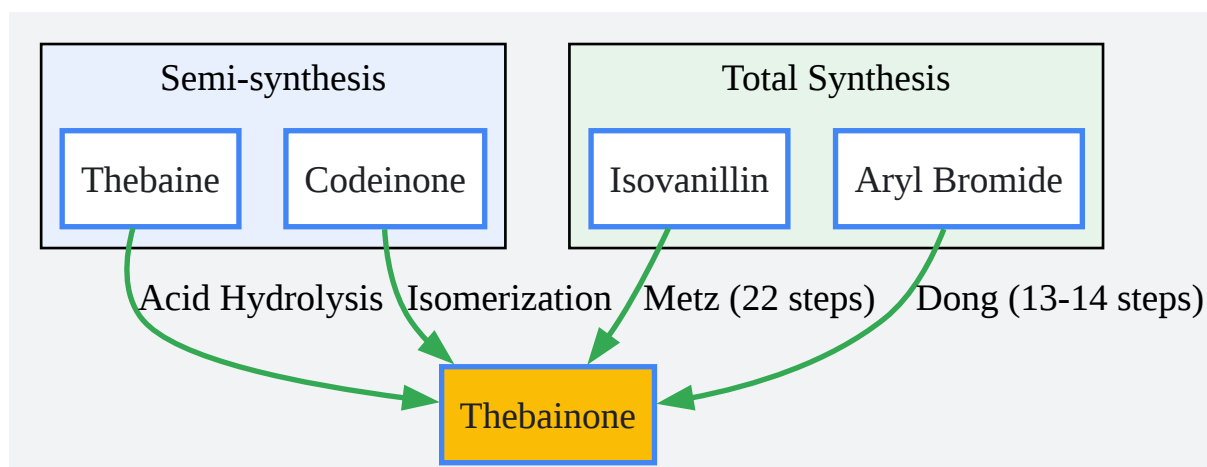 Semi-synthesis
Total Synthesis
Thebaine
Codeinone
Isovanillin
Aryl Bromide
Acid Hydrolysis
Isomerization
Metz (22 steps)
Dong (13-14 steps)
Thebainone